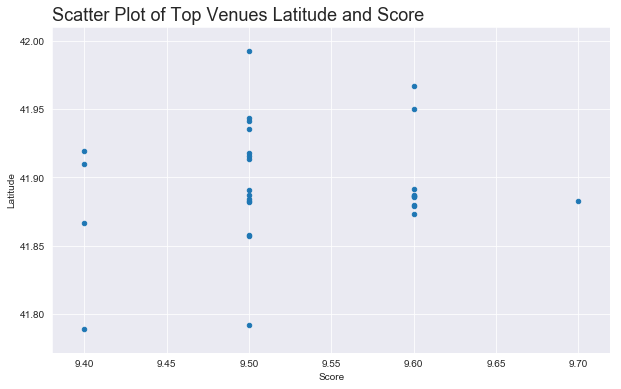 Scatter Plot of Top Venues Latitude and Score
42.00
41.95
41.90
41.85
41.80
Latitude
9.40 9.45 9.50 9.55 9.60 9.65 9.70
Score